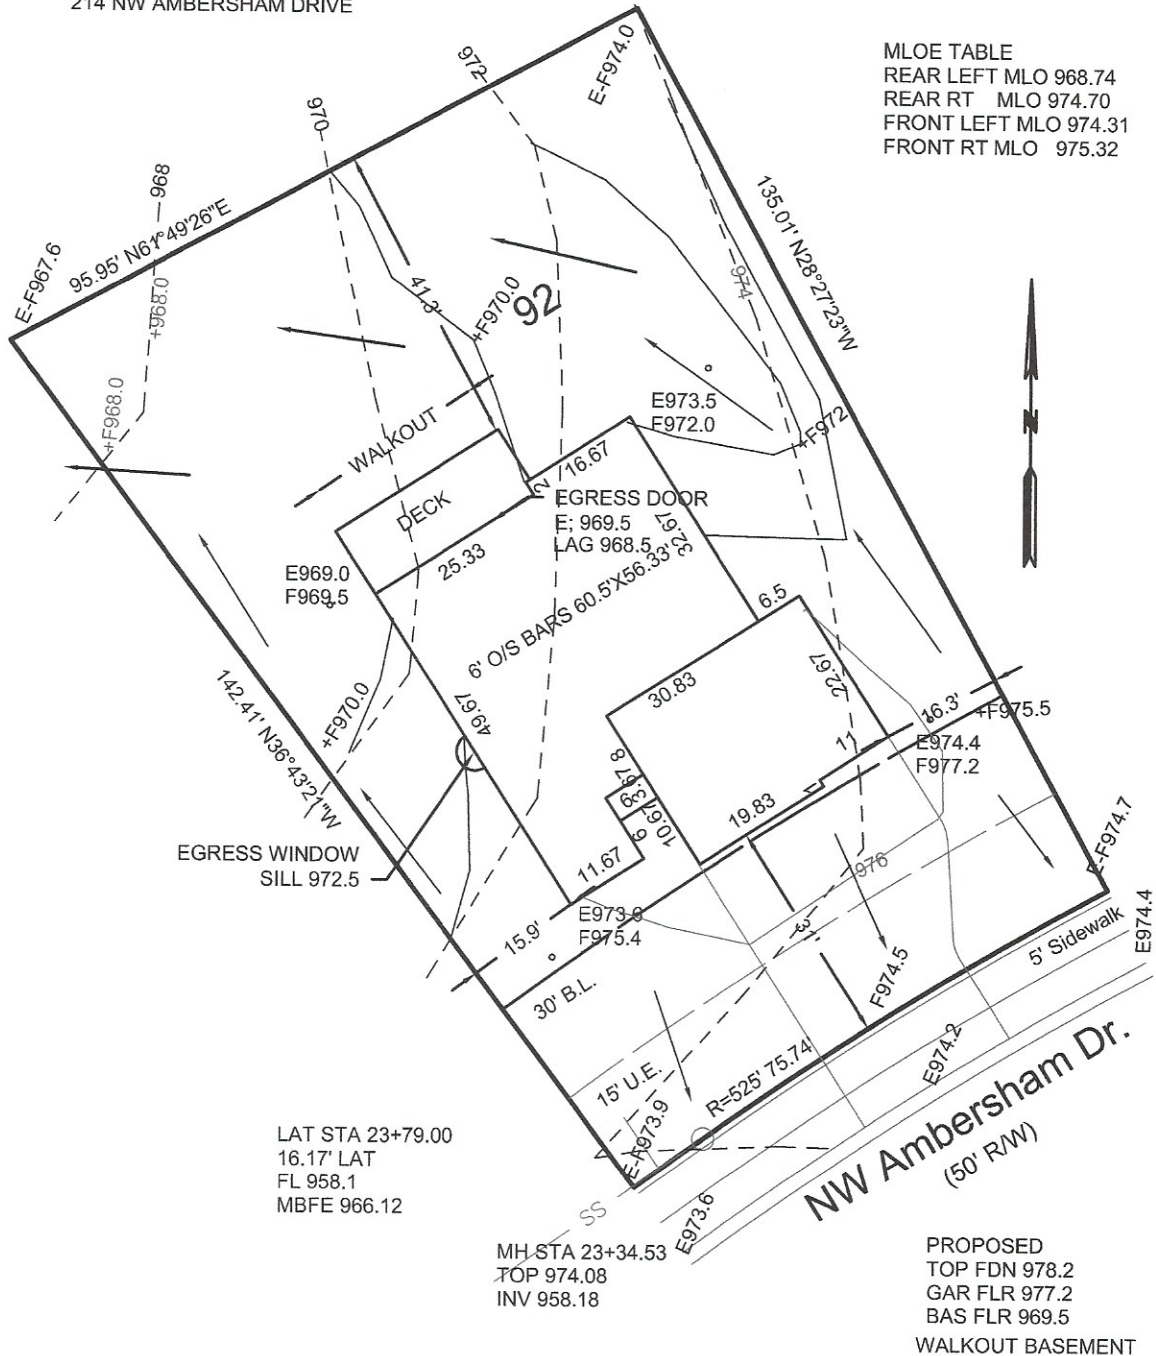 214 NW AMBERSHAM DRIVE
MLOE TABLE
REAR LEFT MLO 968.74
REAR RT MLO 974.70
FRONT LEFT MLO 974.31
FRONT RT MLO 975.32
972
E-F974.0
970
968
95.95' N61°49'26"E
E-F967.6
+968.0
+F968.0
41.3'
+F970.0
92
974
135.01' N28°27'23"W
N
WALKOUT
E973.5
F972.0
+F972
16.67
2
DECK
EGRESS DOOR
E; 969.5
LAG 968.5
32.67
25.33
E969.0
F969.5
6' O/S BARS 60.5'X56.33'
6.5
22.67
30.83
49.67
142.41' N36°43'21"W
+F970.0
16.3'
+F975.5
11
E974.4
F977.2
8
3.67
6
10.67
6
19.83
1
11.67
EGRESS WINDOW
SILL 972.5
976
E-F974.7
15.9'
E973.6
F975.4
31'
30' B.L.
F974.5
5' Sidewalk
E974.4
15' U.E.
R=525' 75.74'
E974.2
E-F973.9
NW Ambersham Dr.
(50' R/W)
LAT STA 23+79.00
16.17' LAT
FL 958.1
MBFE 966.12
SS
E973.6
MH STA 23+34.53
TOP 974.08
INV 958.18
PROPOSED
TOP FDN 978.2
GAR FLR 977.2
BAS FLR 969.5
WALKOUT BASEMENT